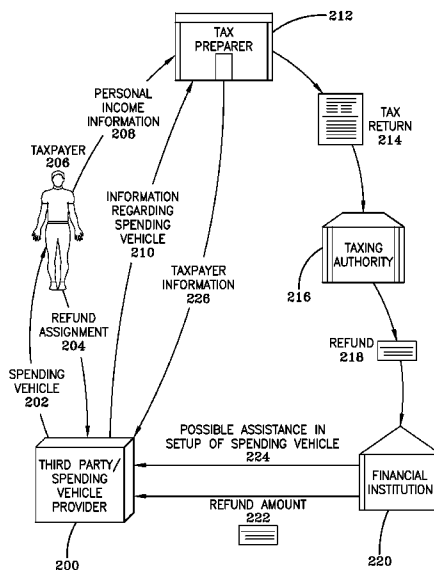 212
TAX
PREPARER
PERSONAL
INCOME
INFORMATION
208
TAX
RETURN
214
TAXPAYER
206
INFORMATION
REGARDING
SPENDING
VEHICLE
210
TAXPAYER
INFORMATION
226
216
TAXING
AUTHORITY
REFUND
ASSIGNMENT
204
REFUND
218
SPENDING
VEHICLE
202
POSSIBLE ASSISTANCE IN
SETUP OF SPENDING VEHICLE
224
THIRD PARTY/
SPENDING
VEHICLE
PROVIDER
FINANCIAL
INSTITUTION
REFUND AMOUNT
222
200
220